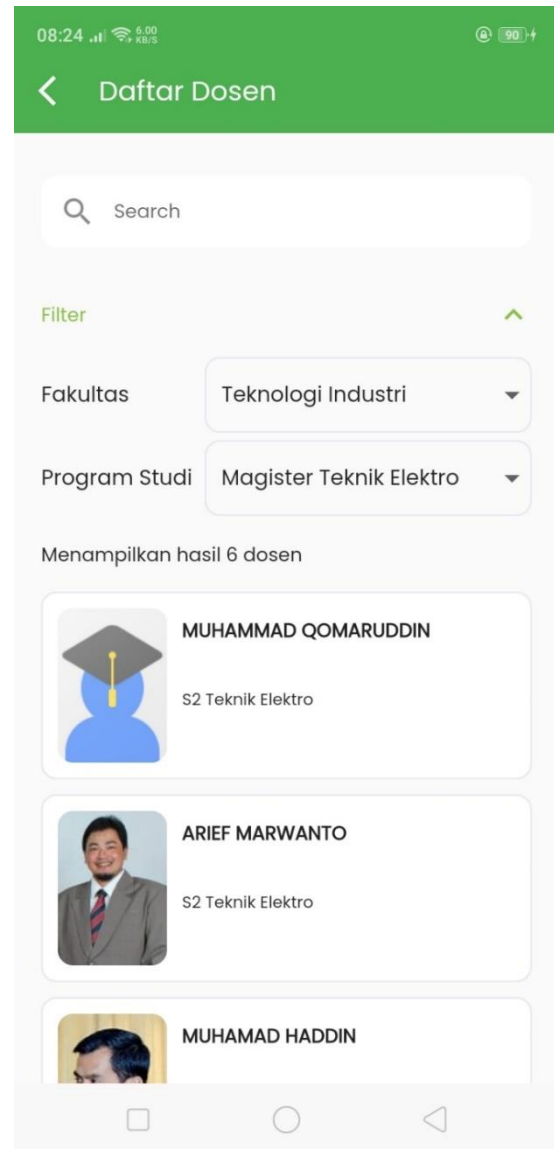 08:24 6.00 KB/S 90
Daftar Dosen
Search
Filter
Fakultas Teknologi Industri
Program Studi Magister Teknik Elektro
Menampilkan hasil 6 dosen
MUHAMMAD QOMARUDDIN
S2 Teknik Elektro
ARIEF MARWANTO
S2 Teknik Elektro
MUHAMAD HADDIN